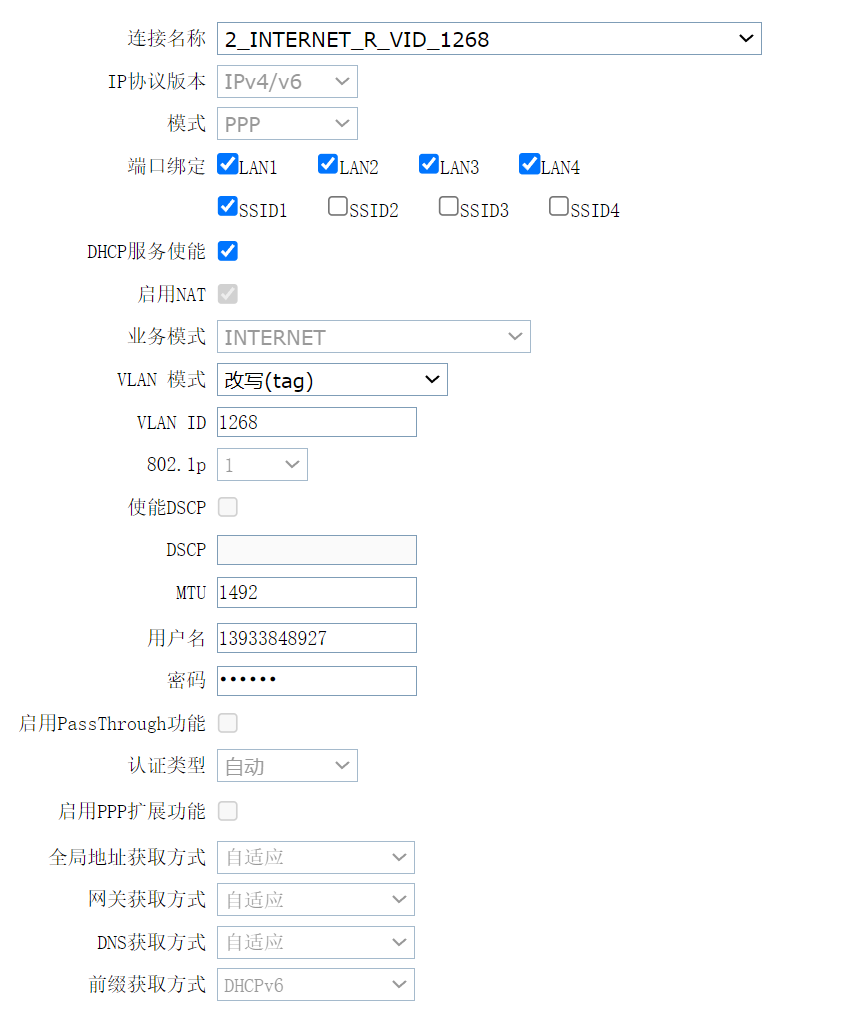 连接名称 2_INTERNET_R_VID_1268
IP协议版本 IPv4/v6
模式 PPP
端口绑定 LAN1 LAN2 LAN3 LAN4
SSID1 SSID2 SSID3 SSID4
DHCP服务使能
启用NAT
业务模式 INTERNET
VLAN 模式 改写(tag)
VLAN ID 1268
802.1p 1
使能DSCP
DSCP
MTU 1492
用户名 13933848927
密码 ••••••
启用PassThrough功能
认证类型 自动
启用PPP扩展功能
全局地址获取方式 自适应
网关获取方式 自适应
DNS获取方式 自适应
前缀获取方式 DHCPv6